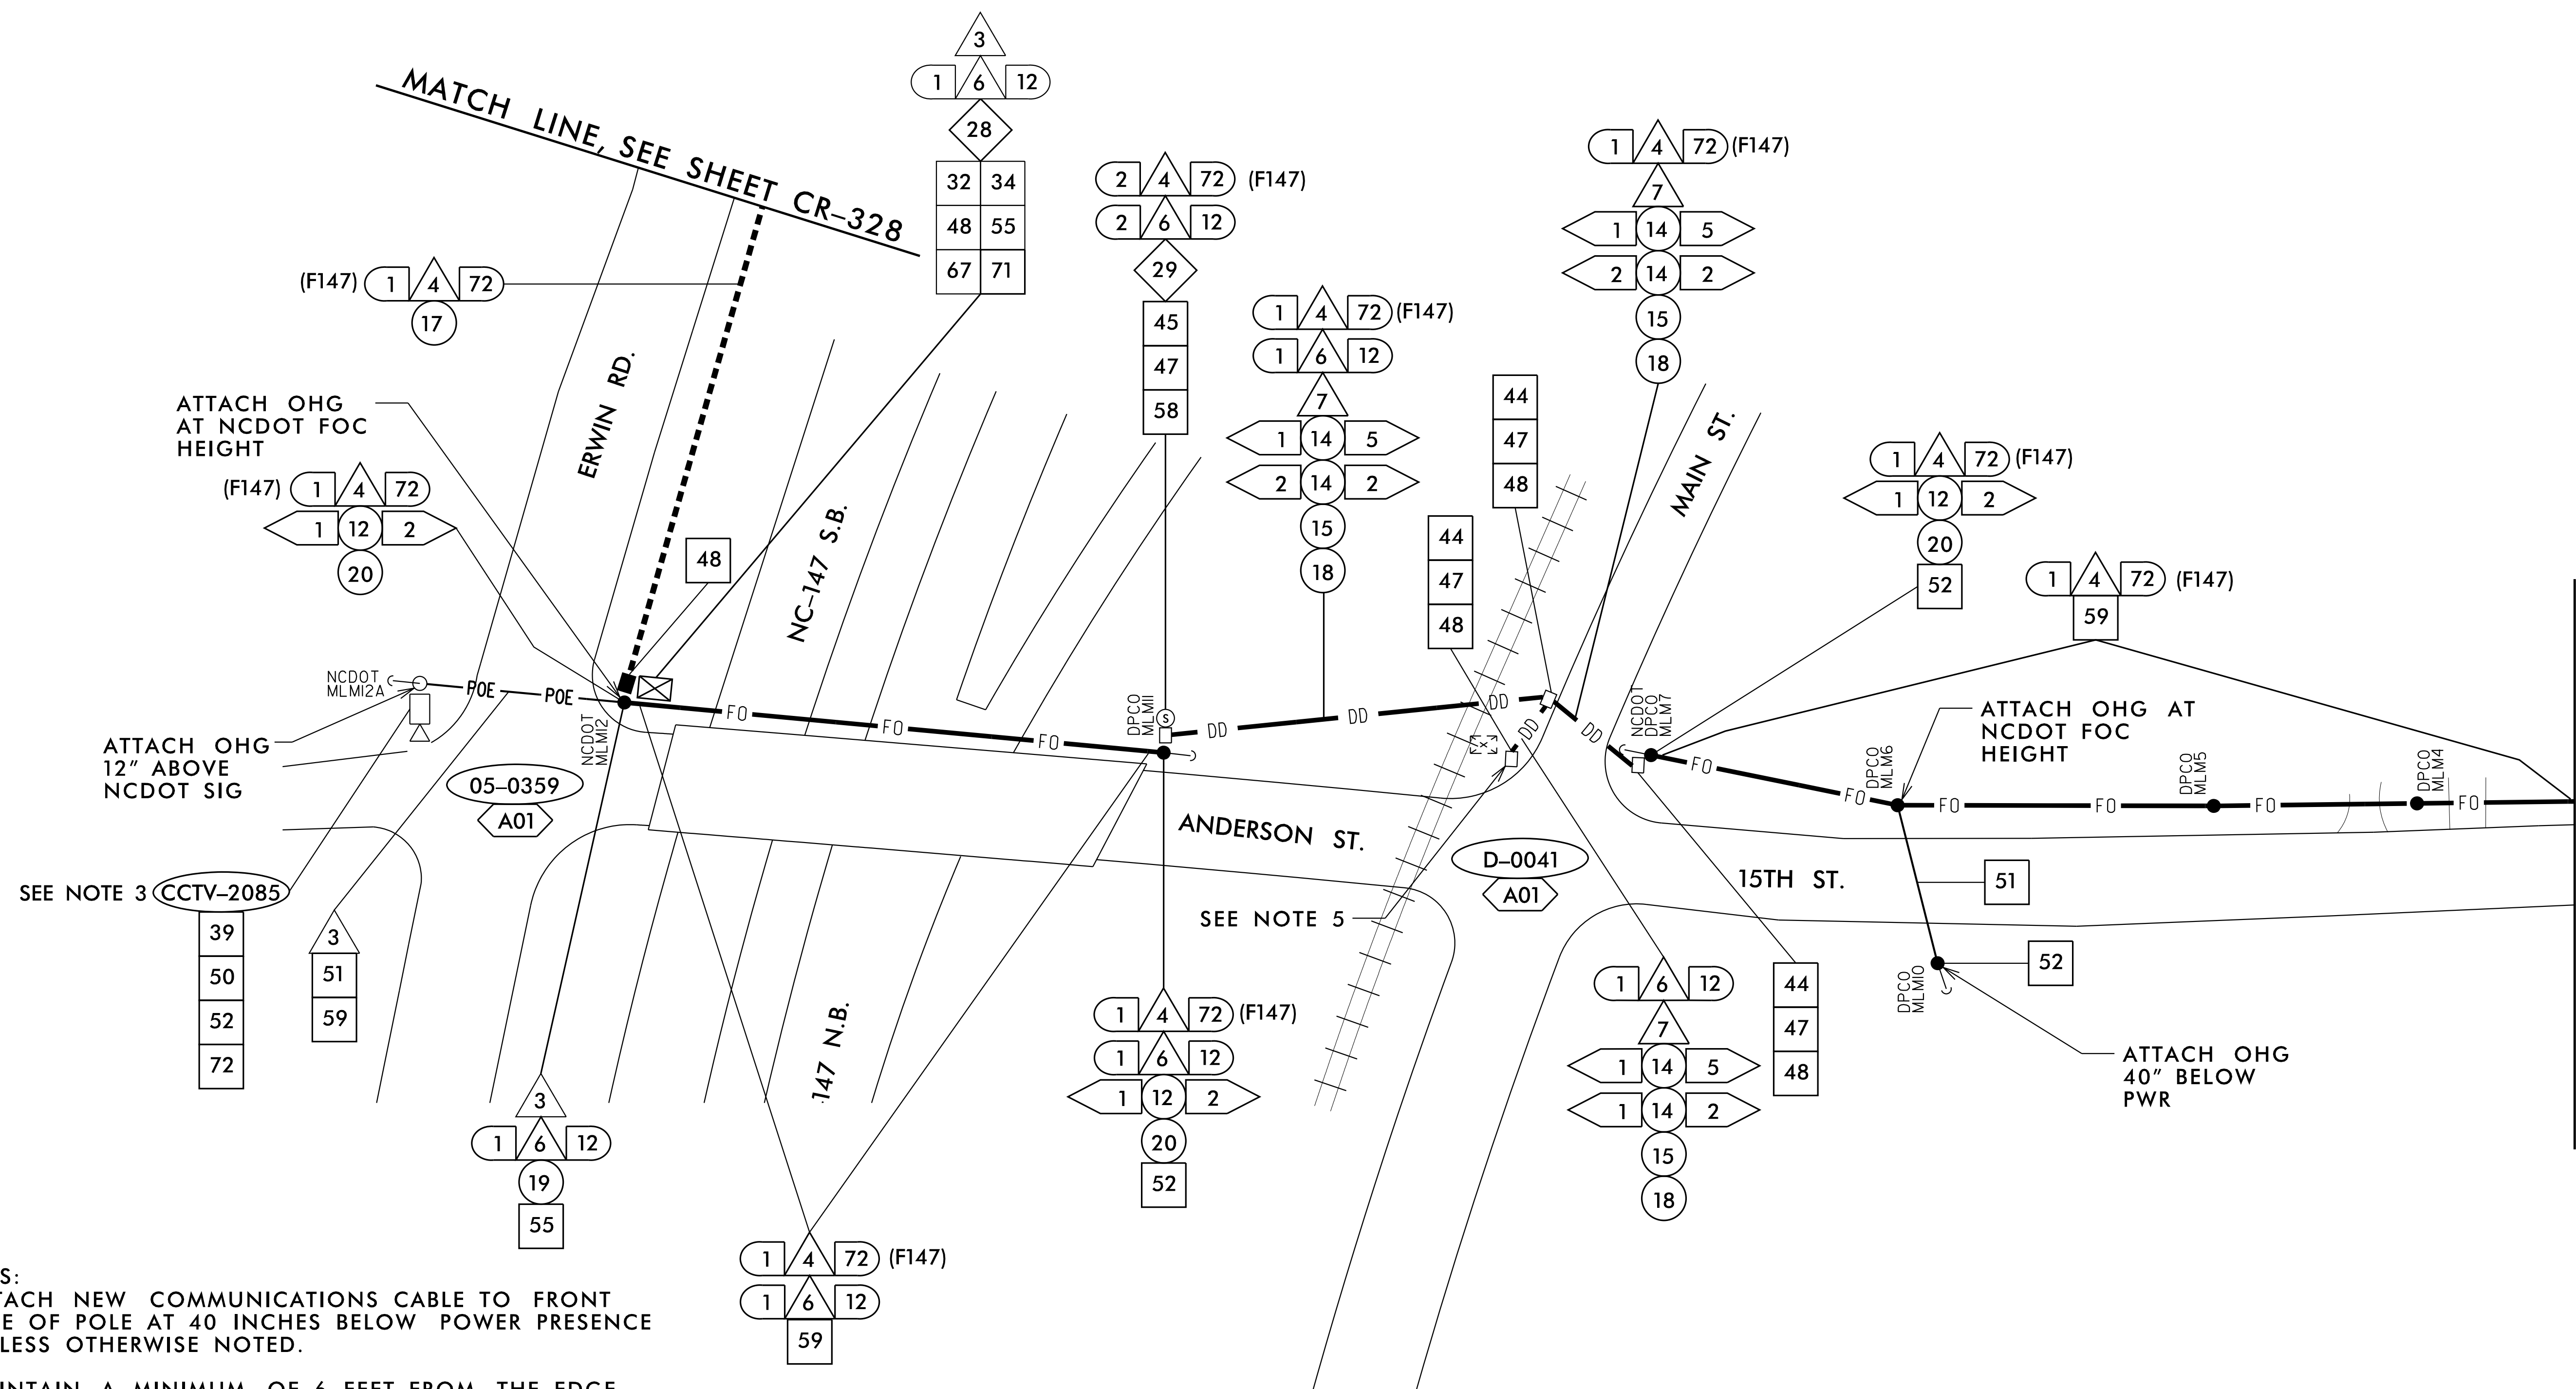 MATCH LINE, SEE SHEET CR-328
3
1 6 12
28
32 34
48 55
67 71
2 4 72 (F147)
2 6 12
29
45
47
58
1 4 72 (F147)
7
1 14 5
2 14 2
15
18
(F147) 1 4 72
17
1 4 72 (F147)
1 6 12
7
1 14 5
2 14 2
15
18
44
47
48
44
47
48
MAIN ST.
ERWIN RD.
NC-147 S.B.
ATTACH OHG
AT NCDOT FOC
HEIGHT
(F147) 1 4 72
1 12 2
20
48
1 4 72 (F147)
1 12 2
20
52
1 4 72 (F147)
59
NCDOT
MLM12A
POE POE
NCDOT
MLM12
FO FO FO
DPCO
MLM11
S
DD DD DD
DD
DD
X
NCDOT
DPCO
MLM7
FO FO
DPCO
MLM6
ATTACH OHG AT
NCDOT FOC
HEIGHT
FO FO
DPCO
MLM5
FO
DPCO
MLM4
FO
ATTACH OHG
12" ABOVE
NCDOT SIG
05-0359
A01
ANDERSON ST.
D-0041
A01
15TH ST.
51
52
SEE NOTE 3 CCTV-2085
39
50
52
72
3
51
59
SEE NOTE 5
DPCO
MLM10
ATTACH OHG
40" BELOW
PWR
147 N.B.
3
1 6 12
19
55
1 4 72 (F147)
1 6 12
59
1 4 72 (F147)
1 6 12
1 12 2
20
52
1 6 12
7
1 14 5
1 14 2
15
18
44
47
48
S:
TACH NEW COMMUNICATIONS CABLE TO FRONT
E OF POLE AT 40 INCHES BELOW POWER PRESENCE
LESS OTHERWISE NOTED.
INTAIN A MINIMUM OF 6 FEET FROM THE EDGE